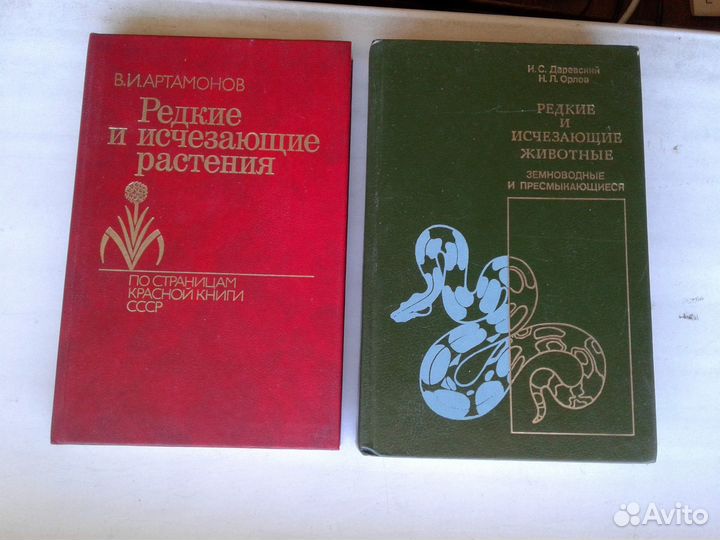 В.И.АРТАМОНОВ
Редкие
и исчезающие
растения
ПО СТРАНИЦАМ
КРАСНОЙ КНИГИ
СССР
И. С. Даревский
Н. Л. Орлов
РЕДКИЕ
И
ИСЧЕЗАЮЩИЕ
ЖИВОТНЫЕ
ЗЕМНОВОДНЫЕ
И ПРЕСМЫКАЮЩИЕСЯ
Avito